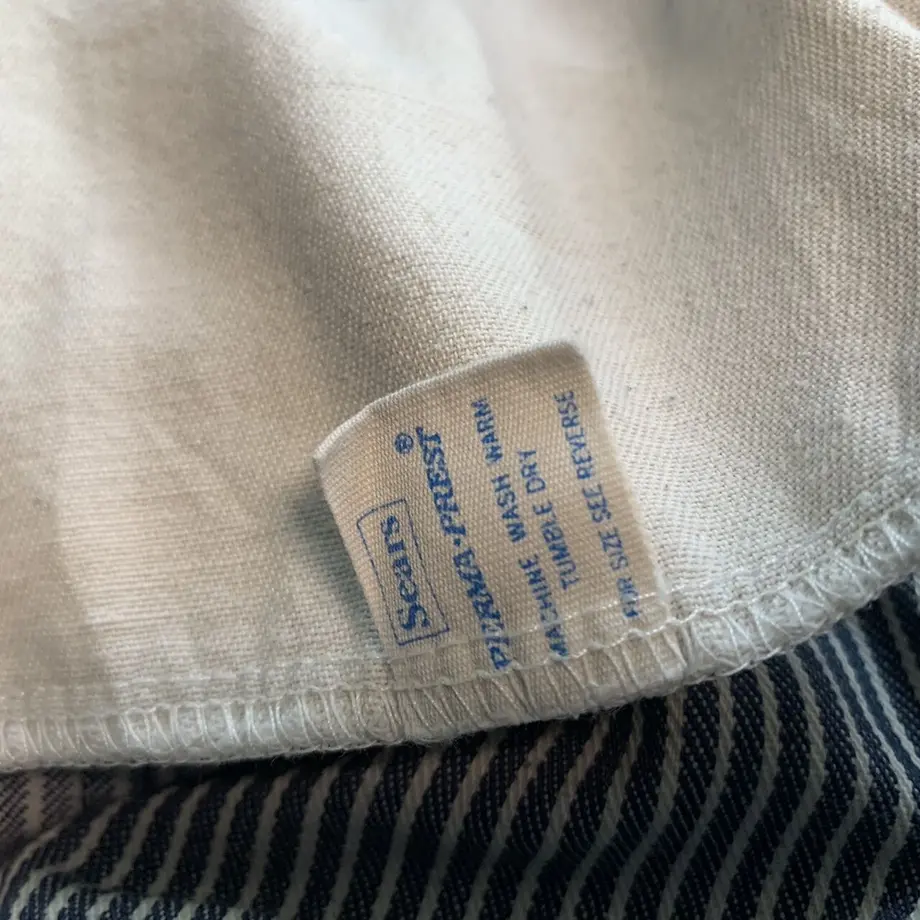 Sears
PERMA·PREST®
MACHINE WASH WARM
TUMBLE DRY
FOR SIZE SEE REVERSE